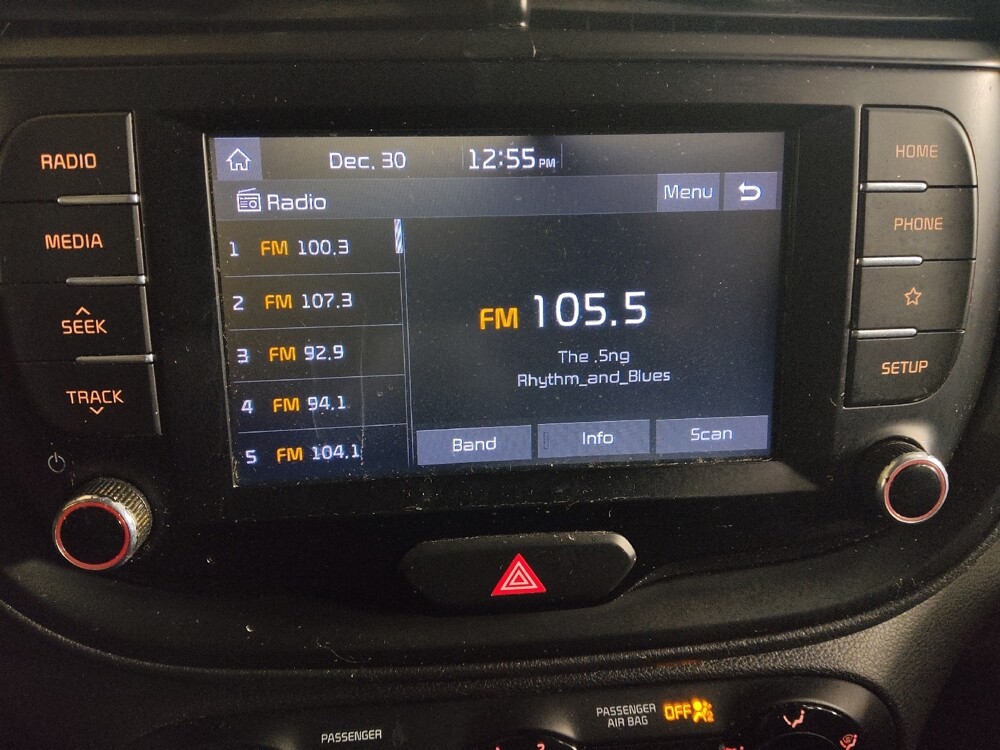 RADIO
MEDIA
SEEK
TRACK
Dec. 30 12:55 PM
Radio Menu
1 FM 100.3
2 FM 107.3
3 FM 92.9
4 FM 94.1
5 FM 104.1
FM 105.5
The .5ng
Rhythm_and_Blues
Band Info Scan
HOME
PHONE
SETUP
PASSENGER
PASSENGER
AIR BAG
OFF